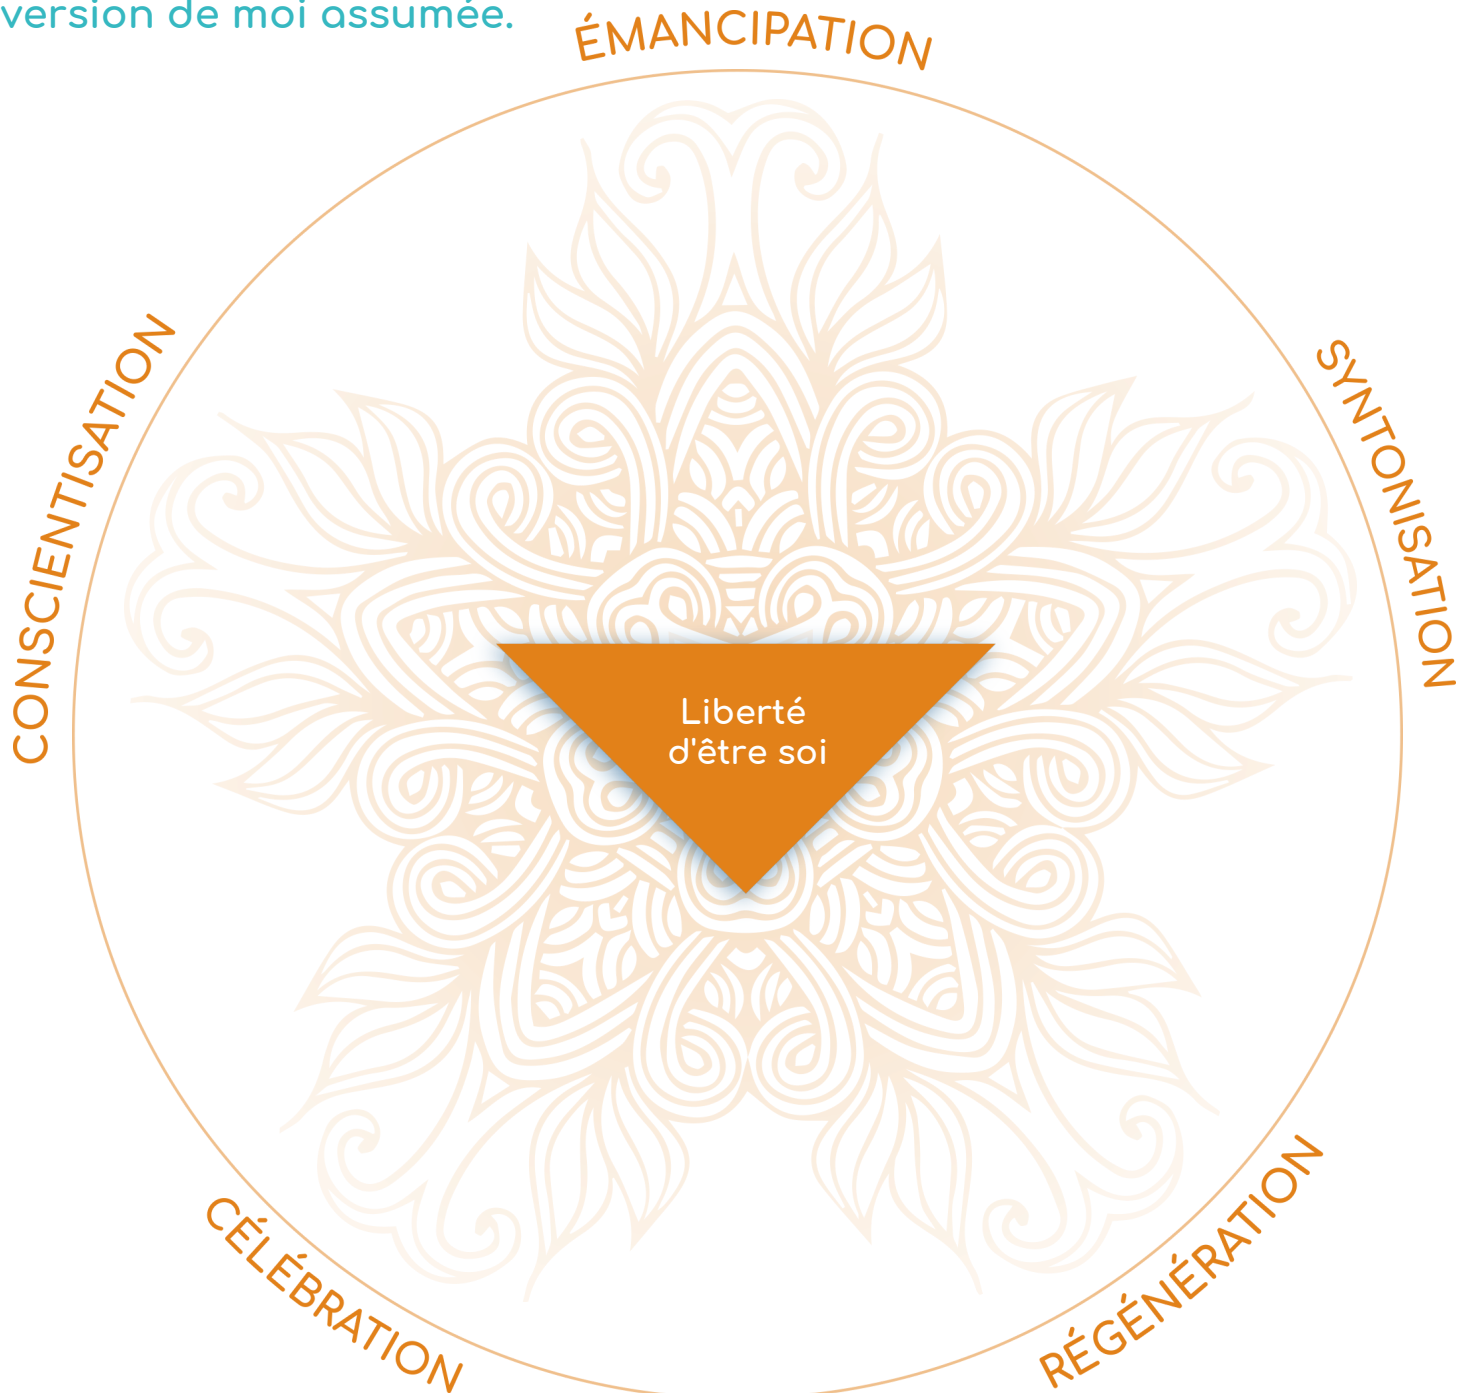 version de moi assumée.
ÉMANCIPATION
SYNTONISATION
CONSCIENTISATION
Liberté
d'être soi
RÉGÉNÉRATION
CÉLÉBRATION